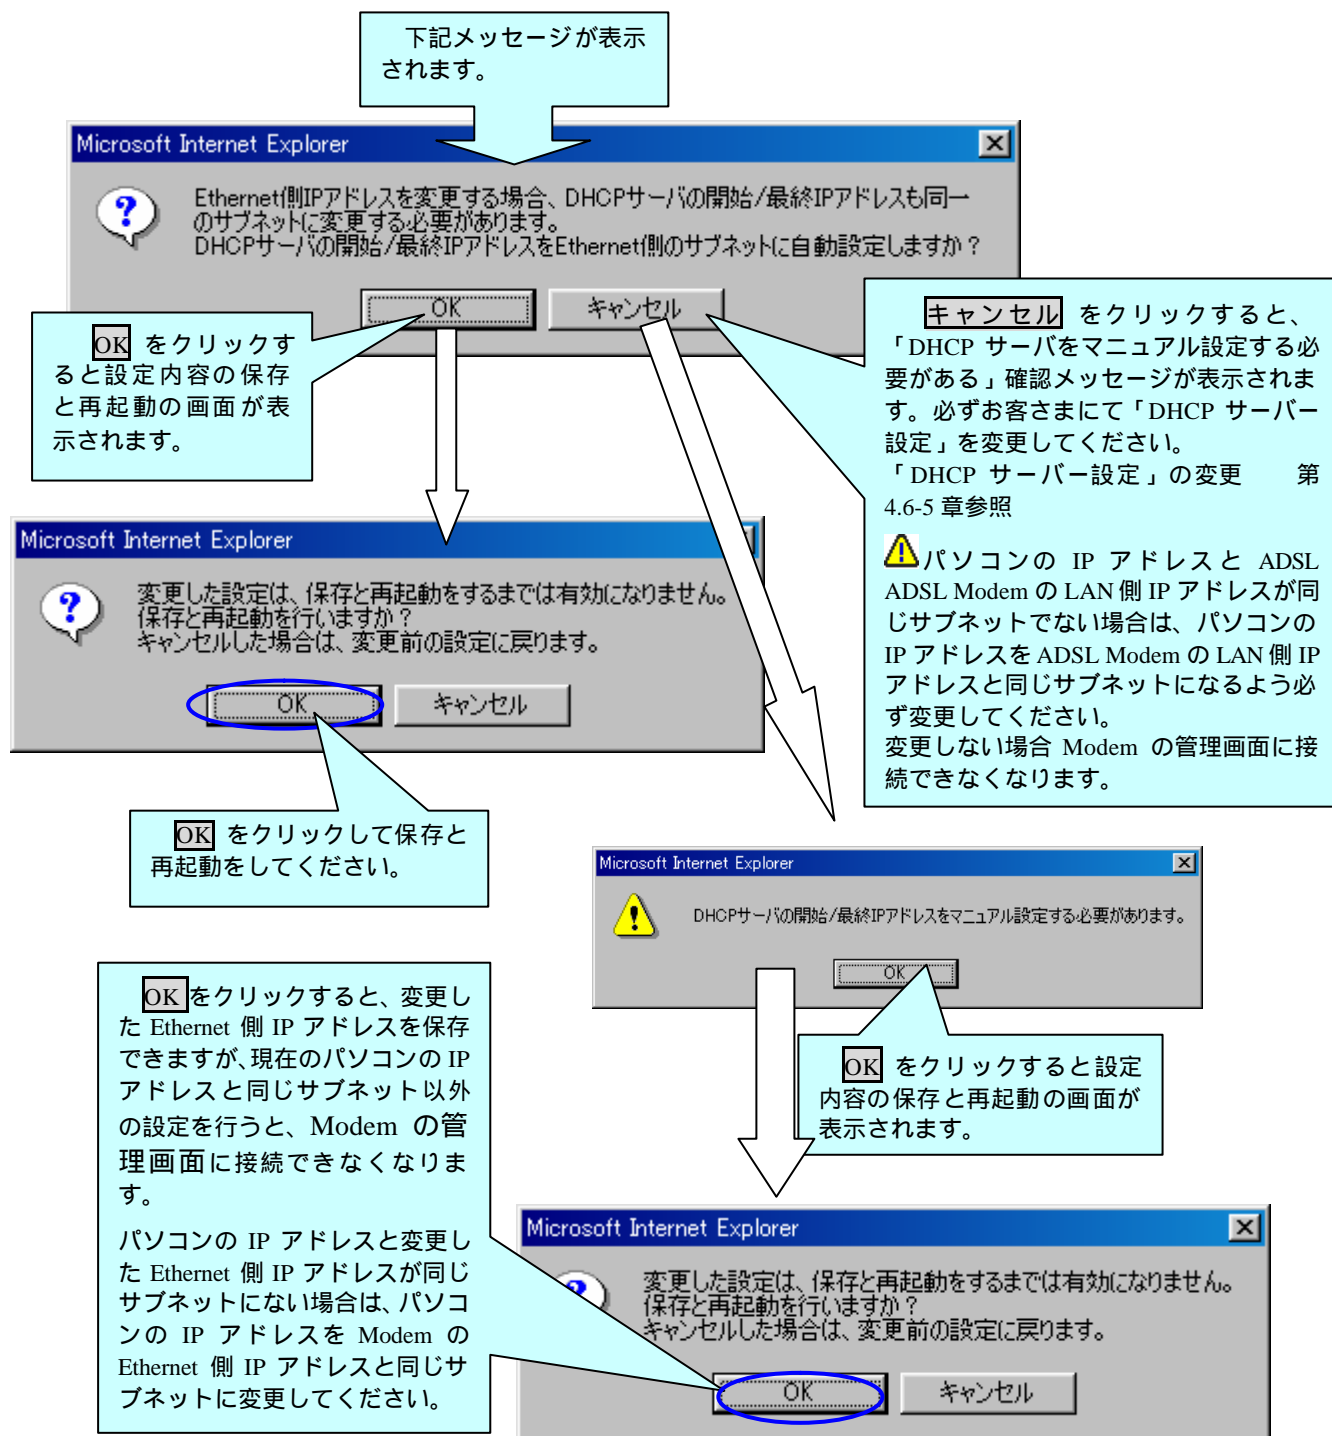 下記メッセージが表示
されます。
Microsoft Internet Explorer
Ethernet側IPアドレスを変更する場合、DHCPサーバの開始/最終IPアドレスも同一
のサブネットに変更する必要があります。
DHCPサーバの開始/最終IPアドレスをEthernet側のサブネットに自動設定しますか？
OK
キャンセル
OK をクリックす
ると設定内容の保存
と再起動の画面が表
示されます。
キャンセル をクリックすると、
「DHCP サーバをマニュアル設定する必
要がある」確認メッセージが表示されま
す。必ずお客さまにて「DHCP サーバー
設定」を変更してください。
「DHCP サーバー設定」の変更 第
4.6-5 章参照
パソコンの IP アドレスと ADSL
ADSL Modem の LAN 側 IP アドレスが同
じサブネットでない場合は、パソコンの
IP アドレスを ADSL Modem の LAN 側 IP
アドレスと同じサブネットになるよう必
ず変更してください。
変更しない場合 Modem の管理画面に接
続できなくなります。
Microsoft Internet Explorer
変更した設定は、保存と再起動をするまでは有効になりません。
保存と再起動を行いますか？
キャンセルした場合は、変更前の設定に戻ります。
OK
キャンセル
OK をクリックして保存と
再起動をしてください。
Microsoft Internet Explorer
DHCPサーバの開始/最終IPアドレスをマニュアル設定する必要があります。
OK
OK をクリックすると設定
内容の保存と再起動の画面が
表示されます。
OK をクリックすると、変更し
た Ethernet 側 IP アドレスを保存
できますが、現在のパソコンの IP
アドレスと同じサブネット以外
の設定を行うと、Modem の管
理画面に接続できなくなりま
す。
パソコンの IP アドレスと変更し
た Ethernet 側 IP アドレスが同じ
サブネットにない場合は、パソコ
ンの IP アドレスを Modem の
Ethernet 側 IP アドレスと同じサ
ブネットに変更してください。
Microsoft Internet Explorer
変更した設定は、保存と再起動をするまでは有効になりません。
保存と再起動を行いますか？
キャンセルした場合は、変更前の設定に戻ります。
OK
キャンセル